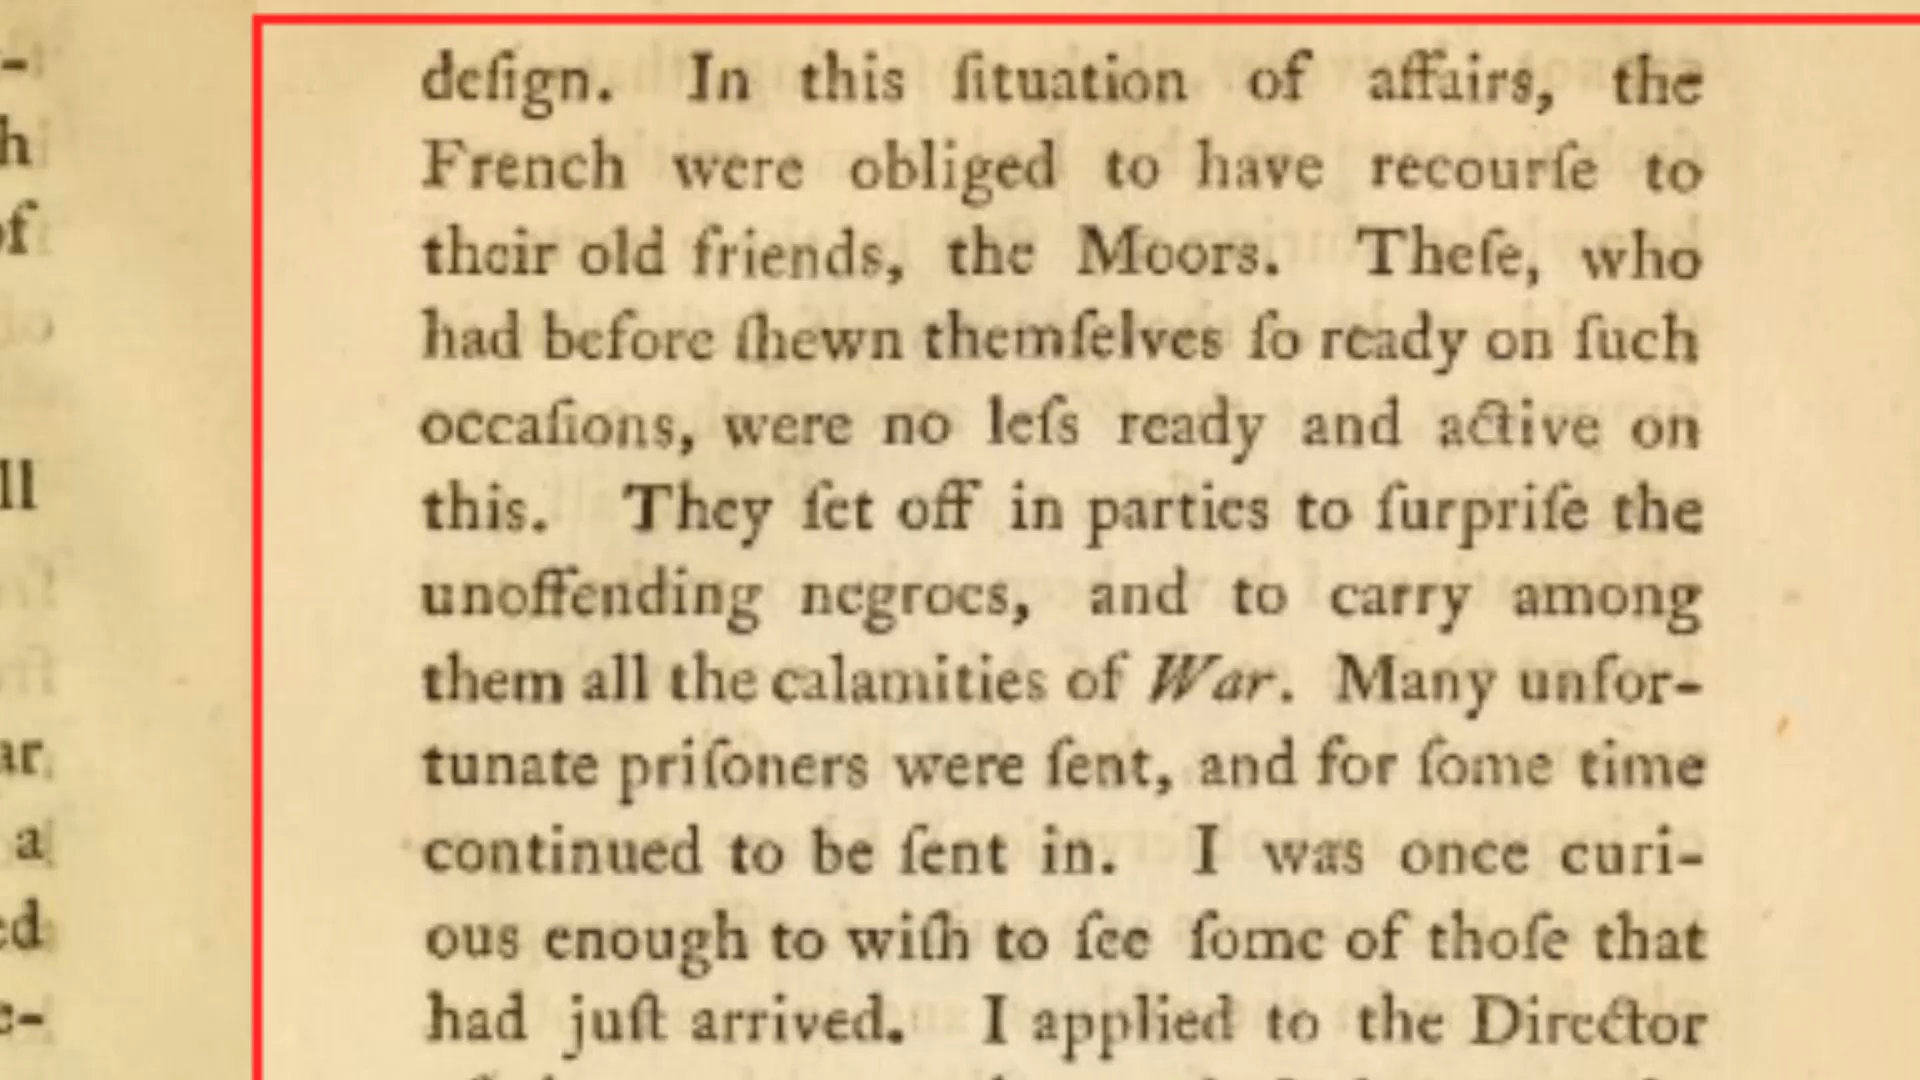 deſign. In this ſituation of affairs, the
French were obliged to have recourſe to
their old friends, the Moors. Theſe, who
had before ſhewn themſelves ſo ready on ſuch
occaſions, were no leſs ready and active on
this. They ſet off in parties to ſurpriſe the
unoffending negroes, and to carry among
them all the calamities of War. Many unfor-
tunate priſoners were ſent, and for ſome time
continued to be ſent in. I was once curi-
ous enough to wiſh to ſee ſome of thoſe that
had juſt arrived. I applied to the Director